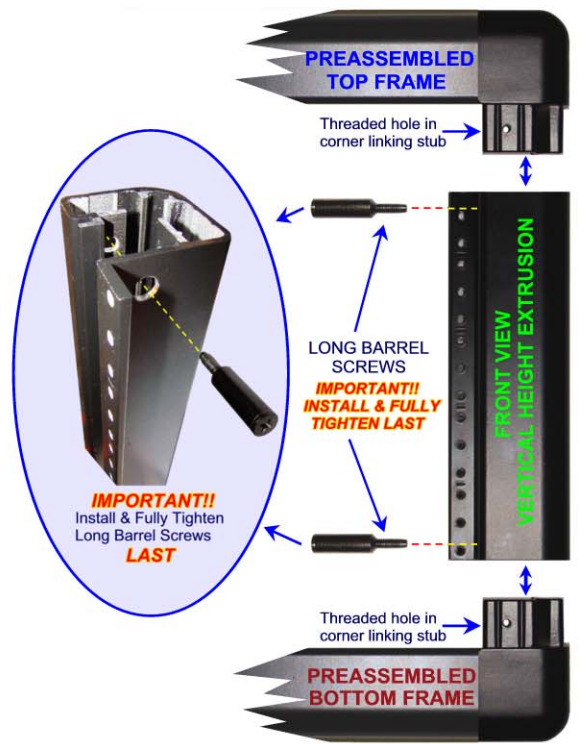 PREASSEMBLED
TOP FRAME
Threaded hole in
corner linking stub
LONG BARREL
SCREWS
IMPORTANT!!
INSTALL & FULLY
TIGHTEN LAST
FRONT VIEW
VERTICAL HEIGHT EXTRUSION
IMPORTANT!!
Install & Fully Tighten
Long Barrel Screws
LAST
Threaded hole in
corner linking stub
PREASSEMBLED
BOTTOM FRAME